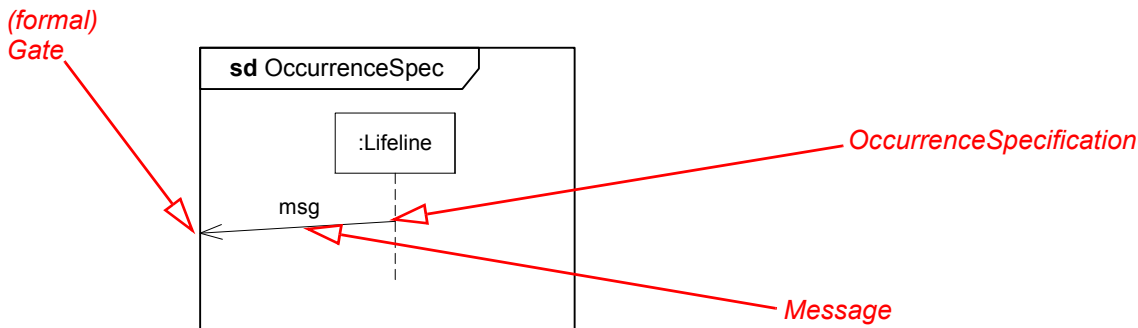 (formal)
Gate
sd OccurrenceSpec
:Lifeline
OccurrenceSpecification
msg
Message